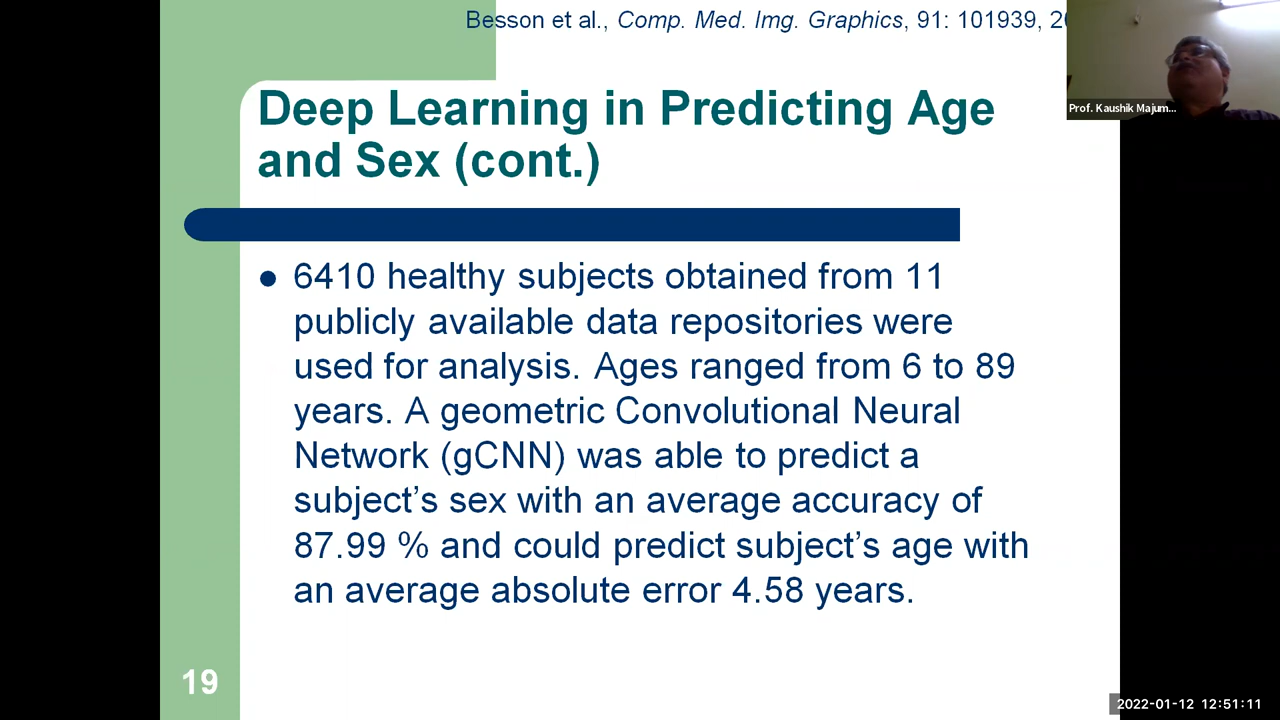 Besson et al., Comp. Med. Img. Graphics, 91: 101939,
Prof. Kaushik Majum...
Deep Learning in Predicting Age
and Sex (cont.)
• 6410 healthy subjects obtained from 11
publicly available data repositories were
used for analysis. Ages ranged from 6 to 89
years. A geometric Convolutional Neural
Network (gCNN) was able to predict a
subject’s sex with an average accuracy of
87.99 % and could predict subject’s age with
an average absolute error 4.58 years.
19
2022-01-12 12:51:11